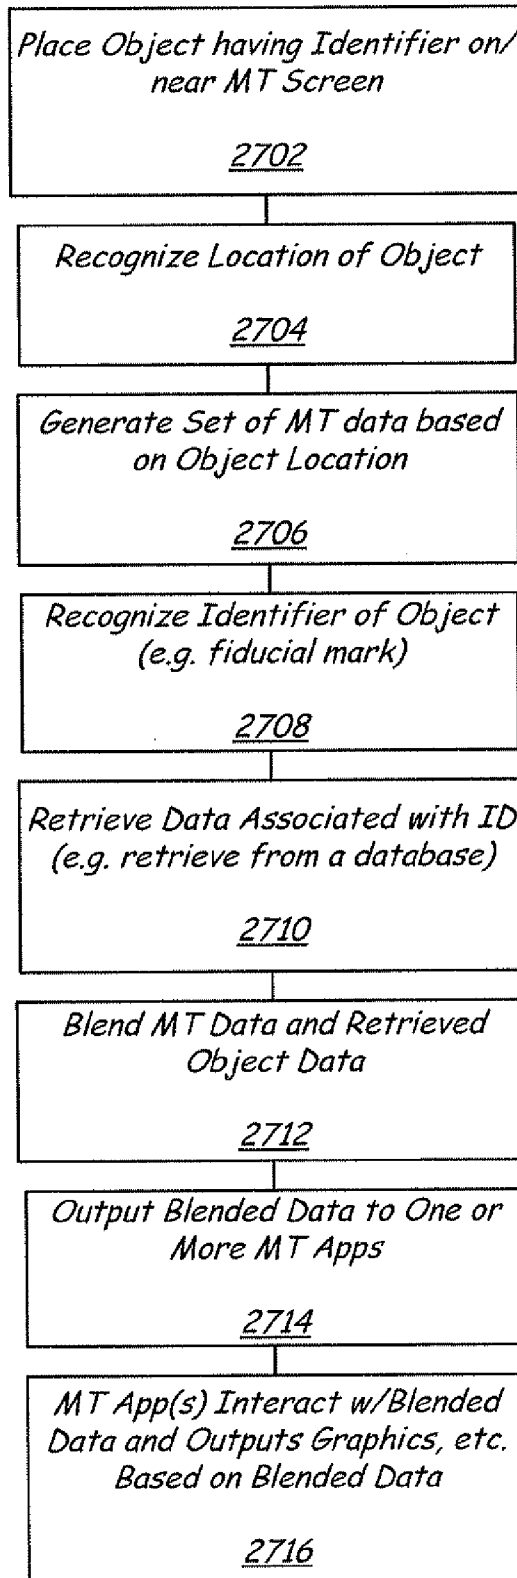 Place Object having Identifier on/
near MT Screen
2702
Recognize Location of Object
2704
Generate Set of MT data based
on Object Location
2706
Recognize Identifier of Object
(e.g. fiducial mark)
2708
Retrieve Data Associated with ID
(e.g. retrieve from a database)
2710
Blend MT Data and Retrieved
Object Data
2712
Output Blended Data to One or
More MT Apps
2714
MT App(s) Interact w/Blended
Data and Outputs Graphics, etc.
Based on Blended Data
2716